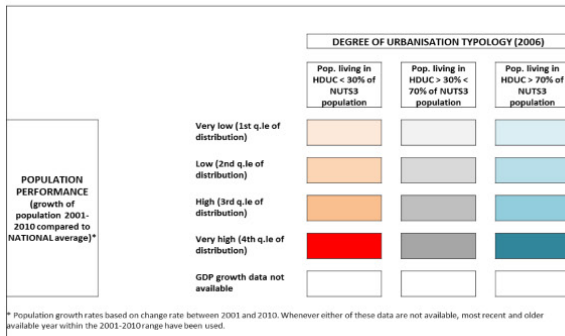 DEGREE OF URBANISATION TYPOLOGY (2006)
Pop. living in
HDUC < 30% of
NUTS3
population
Pop. living in
HDUC > 30% <
70% of NUTS3
population
Pop. living in
HDUC > 70% of
NUTS3
population
POPULATION
PERFORMANCE
(growth of
population 2001-
2010 compared to
NATIONAL average)*
Very low (1st q.le of
distribution)
Low (2nd q.le of
distribution)
High (3rd q.le of
distribution)
Very high (4th q.le of
distribution)
GDP growth data not
available
* Population growth rates based on change rate between 2001 and 2010. Whenever either of these data are not available, most recent and older
available year within the 2001-2010 range have been used.